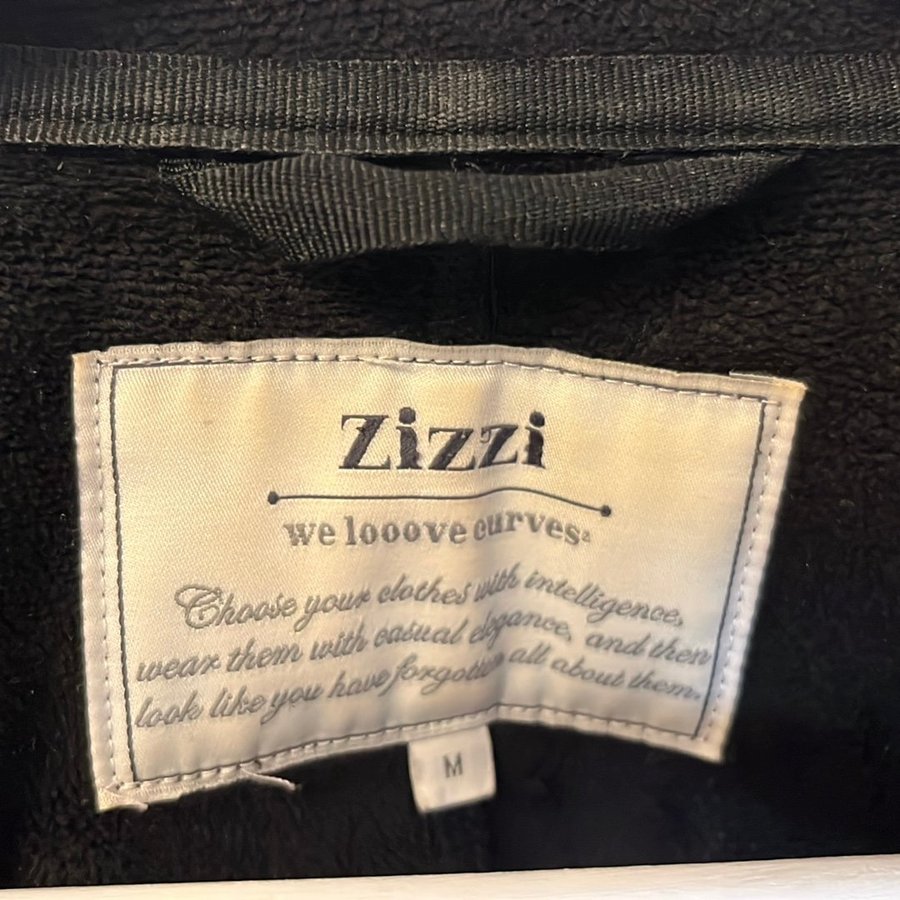 Zizzi
we looove curves²
Choose your clothes with intelligence,
wear them with casual elegance, and then
look like you have forgotten all about them.
M